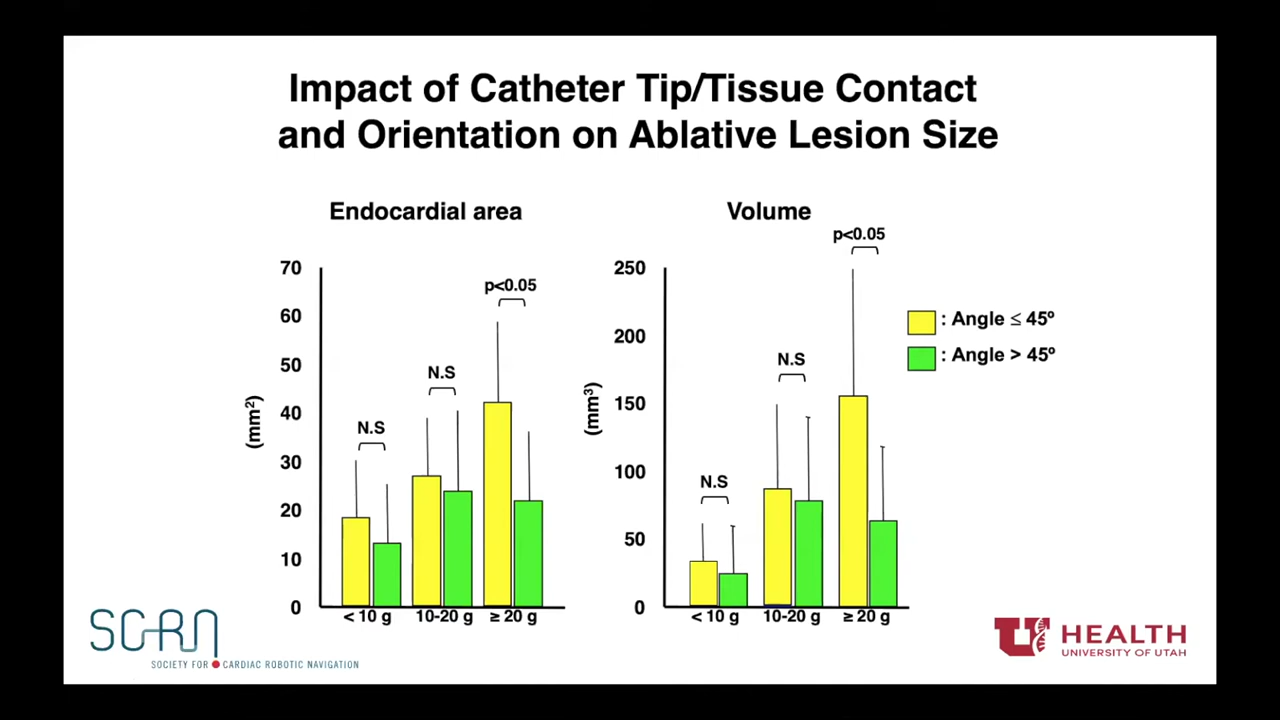 Impact of Catheter Tip/Tissue Contact
and Orientation on Ablative Lesion Size
Endocardial area
(mm²)
70
60
50
40
30
20
10
0
N.S
N.S
p<0.05
< 10 g
10-20 g
≥ 20 g
Volume
(mm³)
250
200
150
100
50
0
N.S
N.S
p<0.05
< 10 g
10-20 g
≥ 20 g
: Angle ≤ 45º
: Angle > 45º
SCRN
SOCIETY FOR CARDIAC ROBOTIC NAVIGATION
U HEALTH
UNIVERSITY OF UTAH